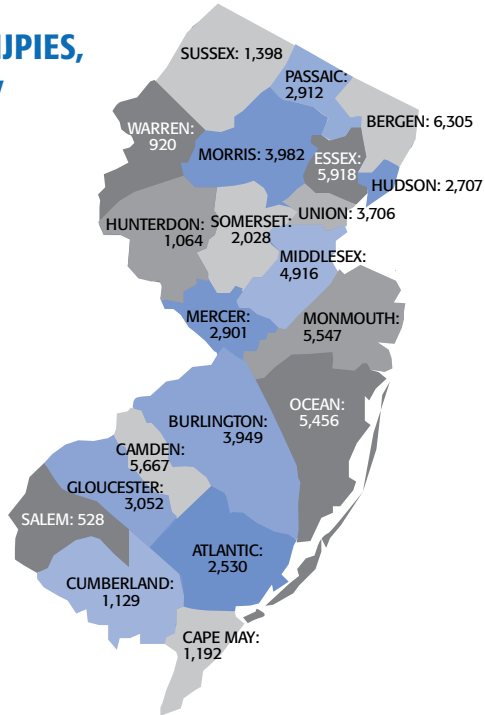 IJPIES,
SUSSEX: 1,398
PASSAIC:
2,912
BERGEN: 6,305
WARREN:
920
MORRIS: 3,982
ESSEX:
5,918
HUDSON: 2,707
HUNTERDON:
1,064
SOMERSET:
2,028
UNION: 3,706
MIDDLESEX:
4,916
MERCER:
2,901
MONMOUTH:
5,547
OCEAN:
5,456
BURLINGTON:
3,949
CAMDEN:
5,667
GLOUCESTER:
3,052
SALEM: 528
ATLANTIC:
2,530
CUMBERLAND:
1,129
CAPE MAY:
1,192